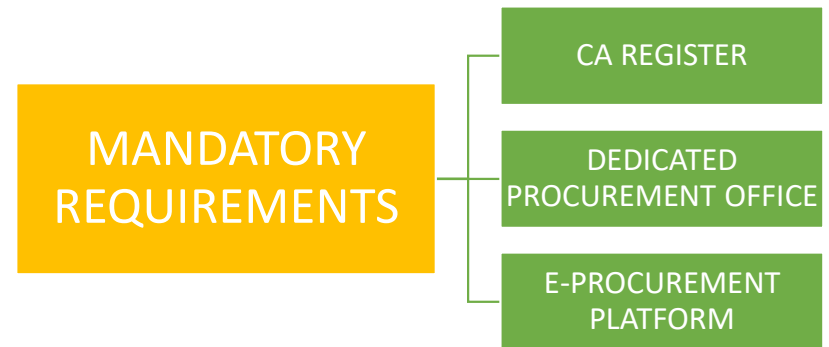 MANDATORY
REQUIREMENTS
CA REGISTER
DEDICATED
PROCUREMENT OFFICE
E-PROCUREMENT
PLATFORM